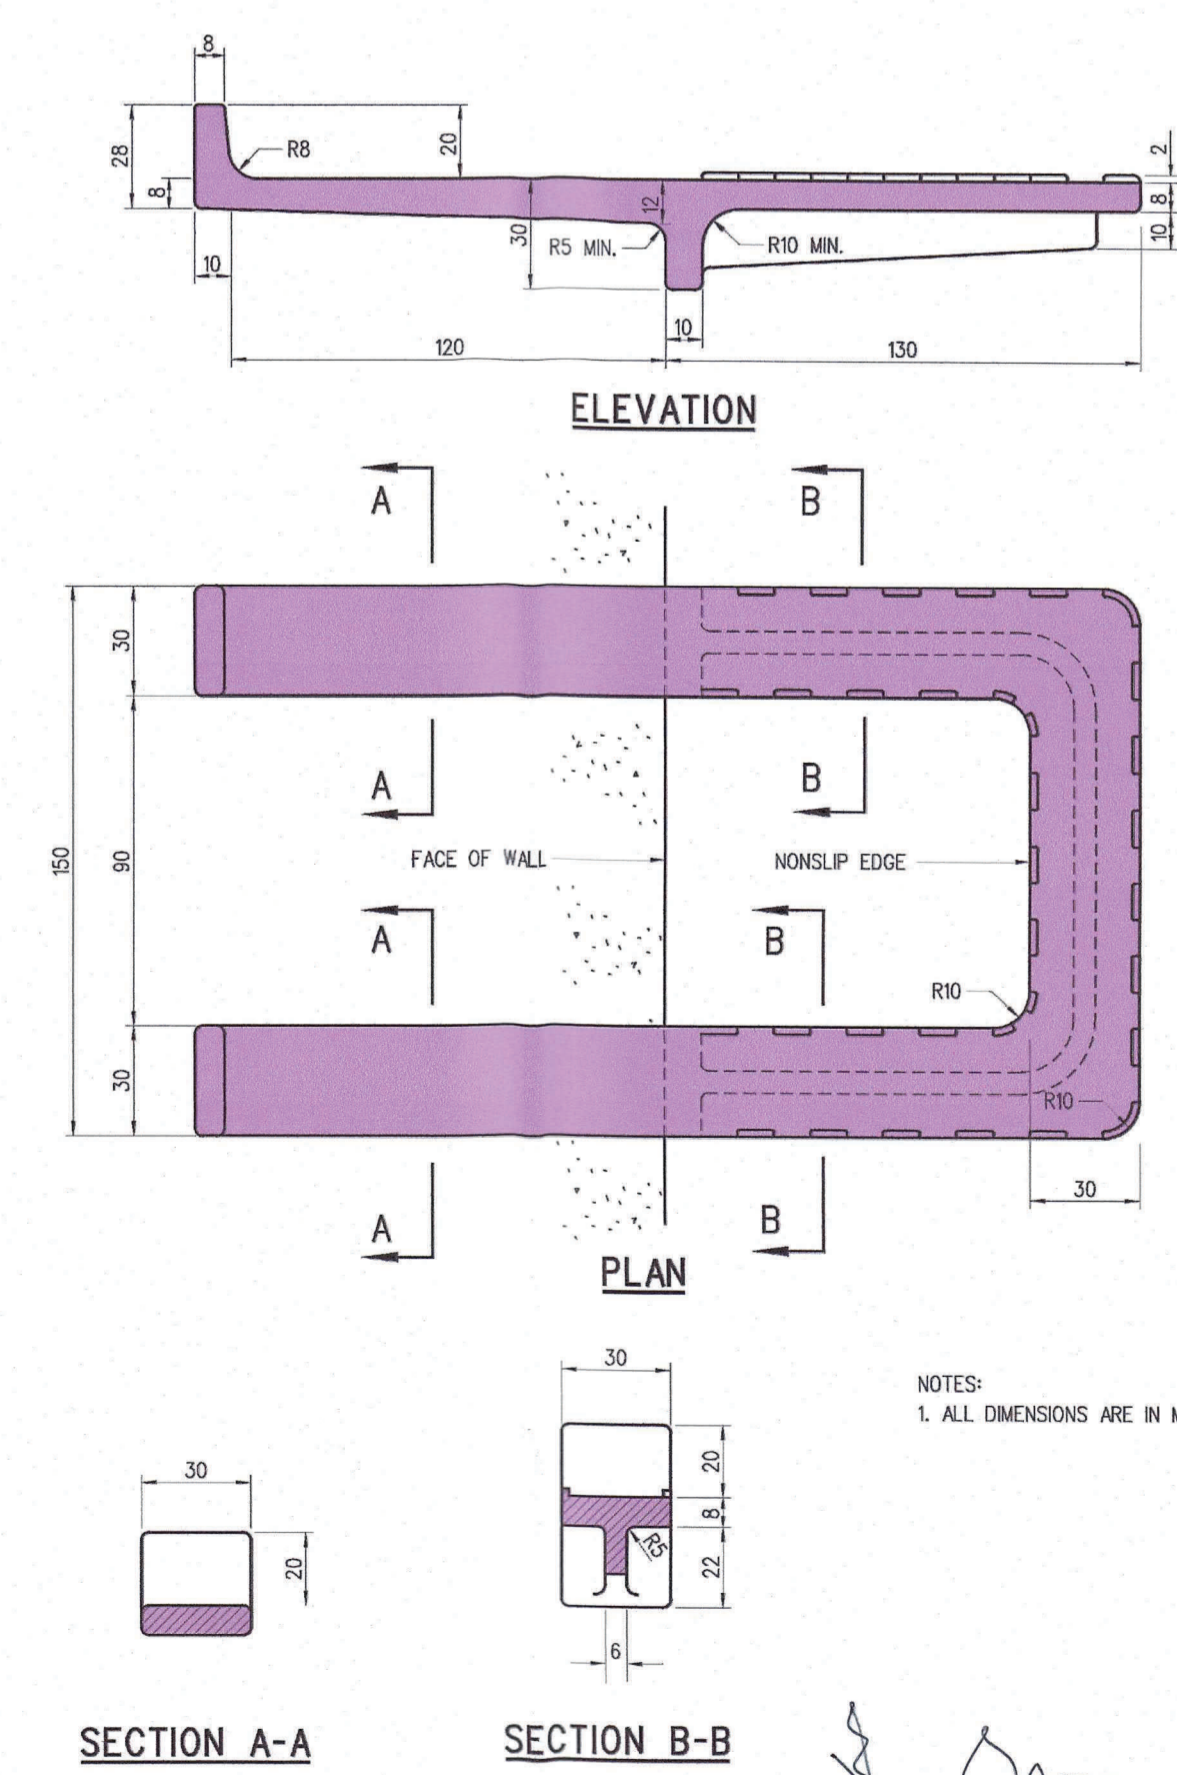 8
28
8
R8
20
10
120
30
12
R5 MIN.
R10 MIN.
10
130
2
8
10
ELEVATION
A
B
30
A
B
150
90
FACE OF WALL
NONSLIP EDGE
A
B
R10
30
R10
30
A
B
PLAN
NOTES:
1. ALL DIMENSIONS ARE IN M
30
20
SECTION A-A
30
20
8
22
R5
6
SECTION B-B